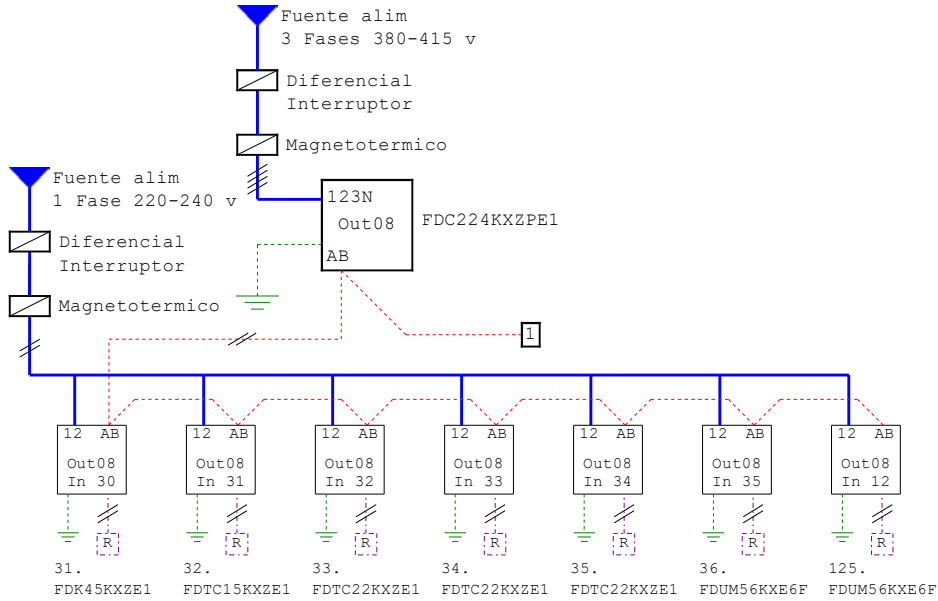 Fuente alim
3 Fases 380-415 v
Diferencial
Interruptor
Magnetotermico
123N
Out08
AB
FDC224KXZPE1
Fuente alim
1 Fase 220-240 v
Diferencial
Interruptor
Magnetotermico
1
12 AB
Out08
In 30
R
31.
FDK45KXZE1
12 AB
Out08
In 31
R
32.
FDTC15KXZE1
12 AB
Out08
In 32
R
33.
FDTC22KXZE1
12 AB
Out08
In 33
R
34.
FDTC22KXZE1
12 AB
Out08
In 34
R
35.
FDTC22KXZE1
12 AB
Out08
In 35
R
36.
FDUM56KXE6F
12 AB
Out08
In 12
R
125.
FDUM56KXE6F